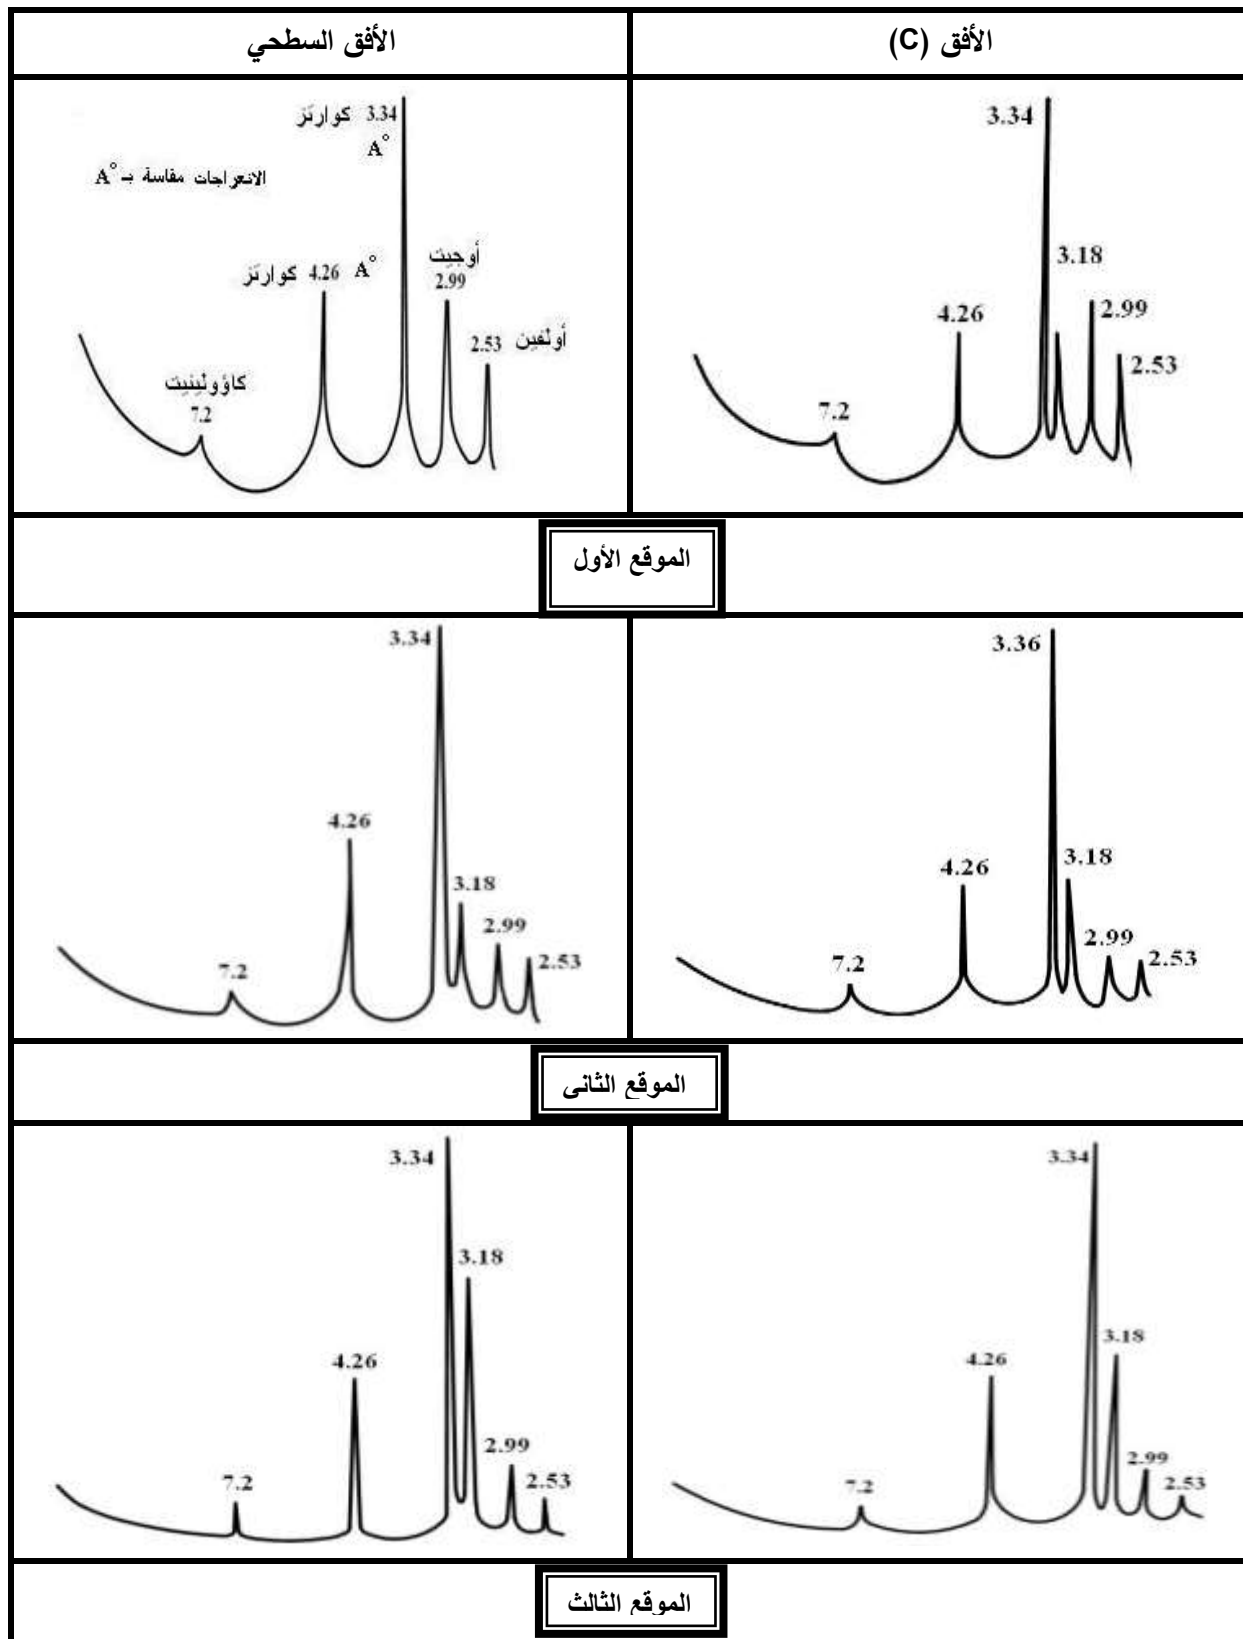 الأفق السطحي
الأفق (C)
كوارتز 3.34
A°
الانعراجات مقاسة بـ A°
كوارتز 4.26 A°
أوجيت
2.99
2.53 أولفين
كاؤولينيت
7.2
3.34
3.18
4.26
2.99
2.53
7.2
الموقع الأول
3.34
4.26
3.18
2.99
2.53
7.2
3.36
4.26
3.18
2.99
2.53
7.2
الموقع الثاني
3.34
3.18
4.26
2.99
2.53
7.2
3.34
3.18
4.26
2.99
2.53
7.2
الموقع الثالث